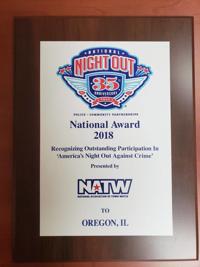 NATIONAL
NIGHT OUT
35
ANNIVERSARY
POLICE · COMMUNITY PARTNERSHIPS
National Award
2018
Recognizing Outstanding Participation In
'America's Night Out Against Crime'
Presented by
NATW
NATIONAL ASSOCIATION OF TOWN WATCH
TO
OREGON, IL